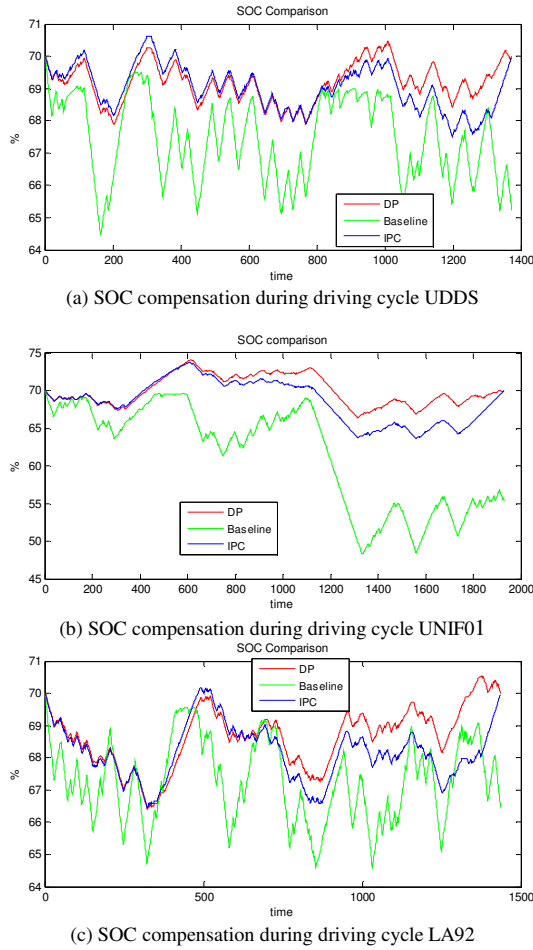 SOC Comparison
71
70
69
68
67
66
65
64
%
DP
Baseline
IPC
0 200 400 600 800 1000 1200 1400
time
(a) SOC compensation during driving cycle UDDS
SOC comparison
75
70
65
60
55
50
45
%
DP
Baseline
IPC
0 200 400 600 800 1000 1200 1400 1600 1800 2000
time
(b) SOC compensation during driving cycle UNIF01
SOC Comparison
71
70
69
68
67
66
65
64
%
DP
Baseline
IPC
0 500 1000 1500
time
(c) SOC compensation during driving cycle LA92